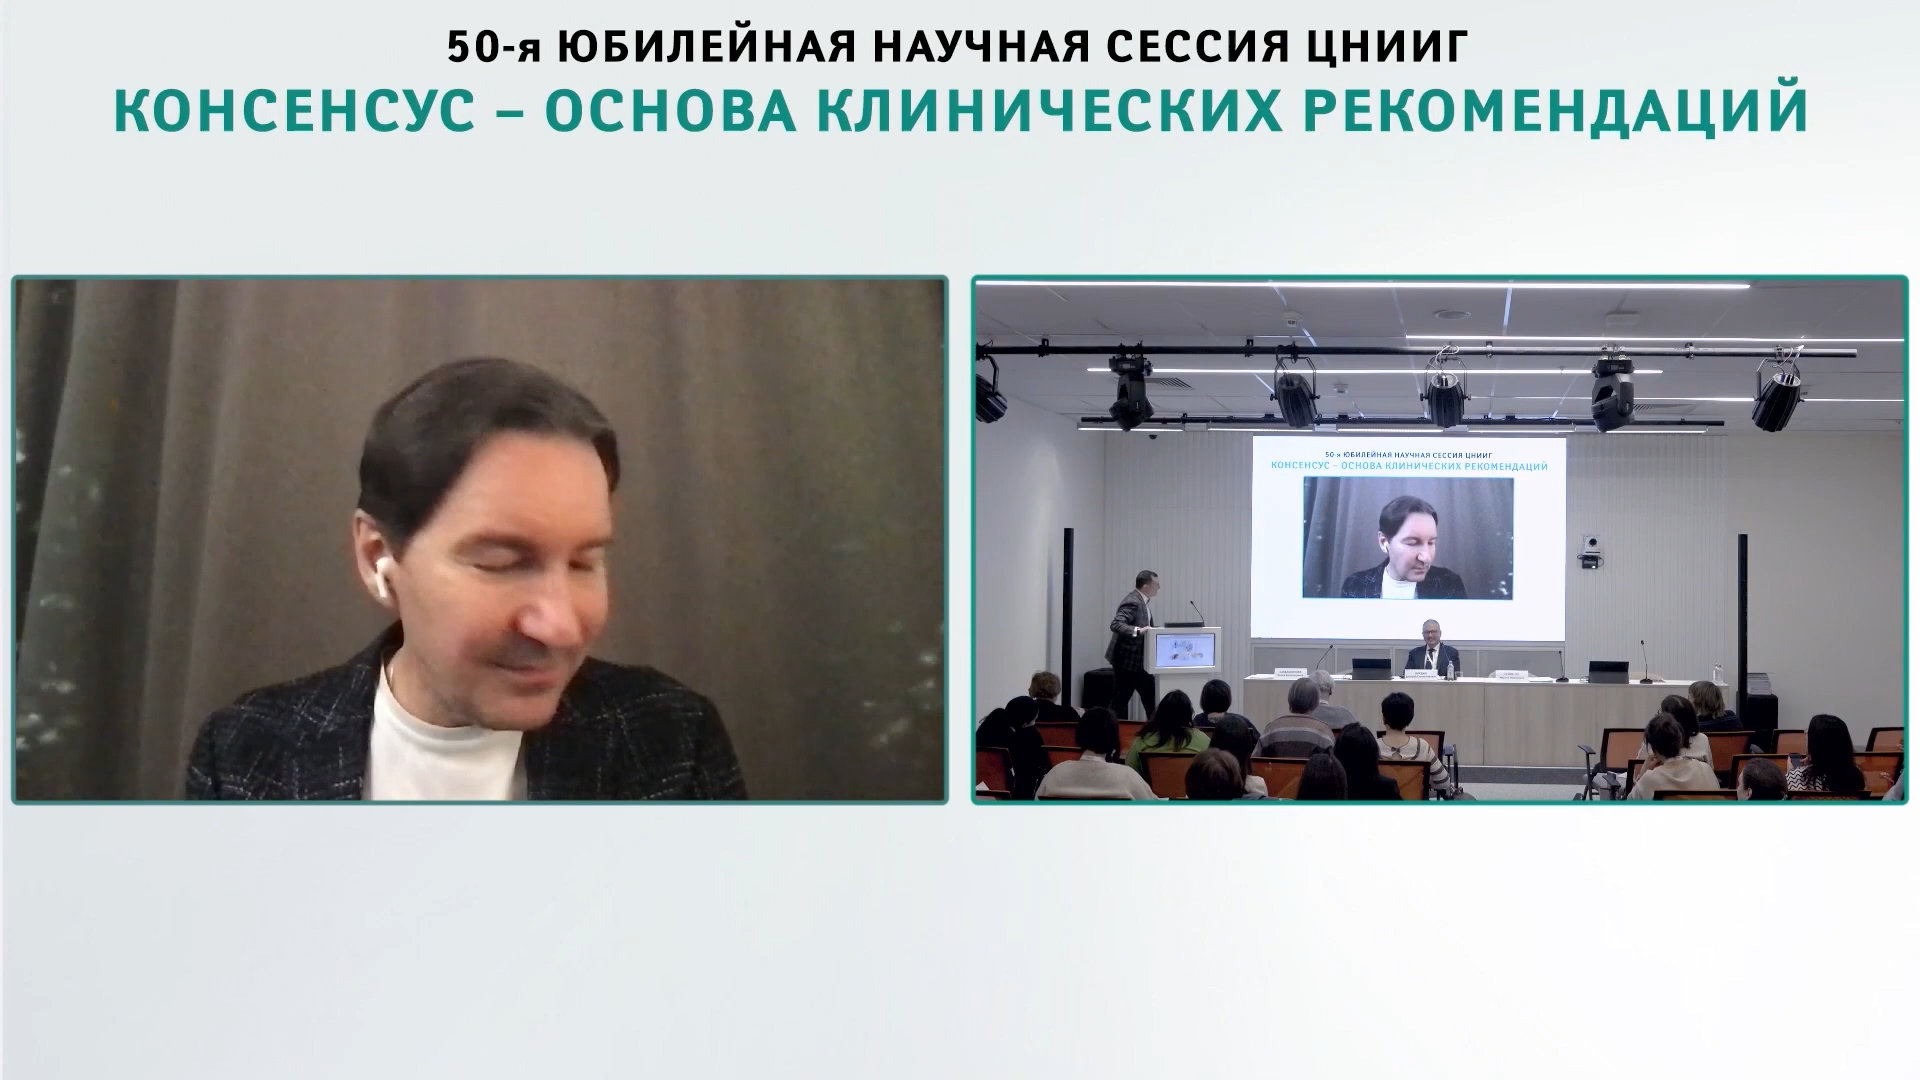 50-я ЮБИЛЕЙНАЯ НАУЧНАЯ СЕССИЯ ЦНИИГ
КОНСЕНСУС – ОСНОВА КЛИНИЧЕСКИХ РЕКОМЕНДАЦИЙ
50-я ЮБИЛЕЙНАЯ НАУЧНАЯ СЕССИЯ ЦНИИГ
КОНСЕНСУС – ОСНОВА КЛИНИЧЕСКИХ РЕКОМЕНДАЦИЙ